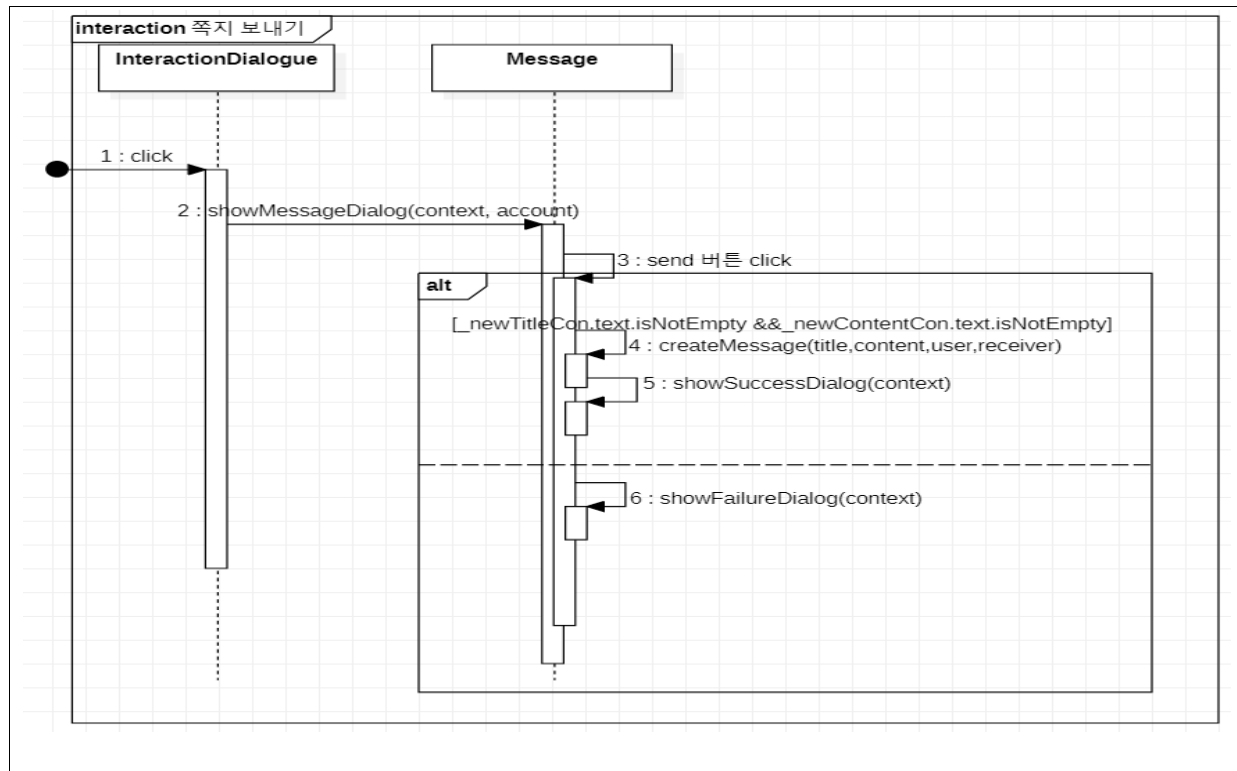 interaction 쪽지 보내기
InteractionDialogue
Message
1 : click
2 : showMessageDialog(context, account)
3 : send 버튼 click
alt
[_newTitleCon.text.isNotEmpty &&_newContentCon.text.isNotEmpty]
4 : createMessage(title,content,user,receiver)
5 : showSuccessDialog(context)
6 : showFailureDialog(context)